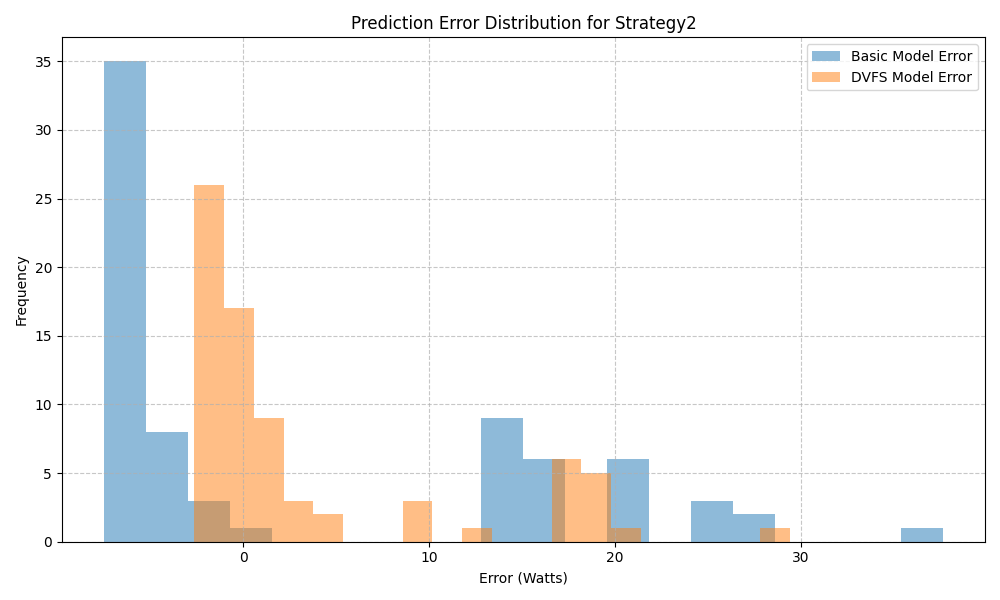 Prediction Error Distribution for Strategy2
Basic Model Error
DVFS Model Error
35
30
25
20
15
10
5
0
Frequency
0 10 20 30
Error (Watts)